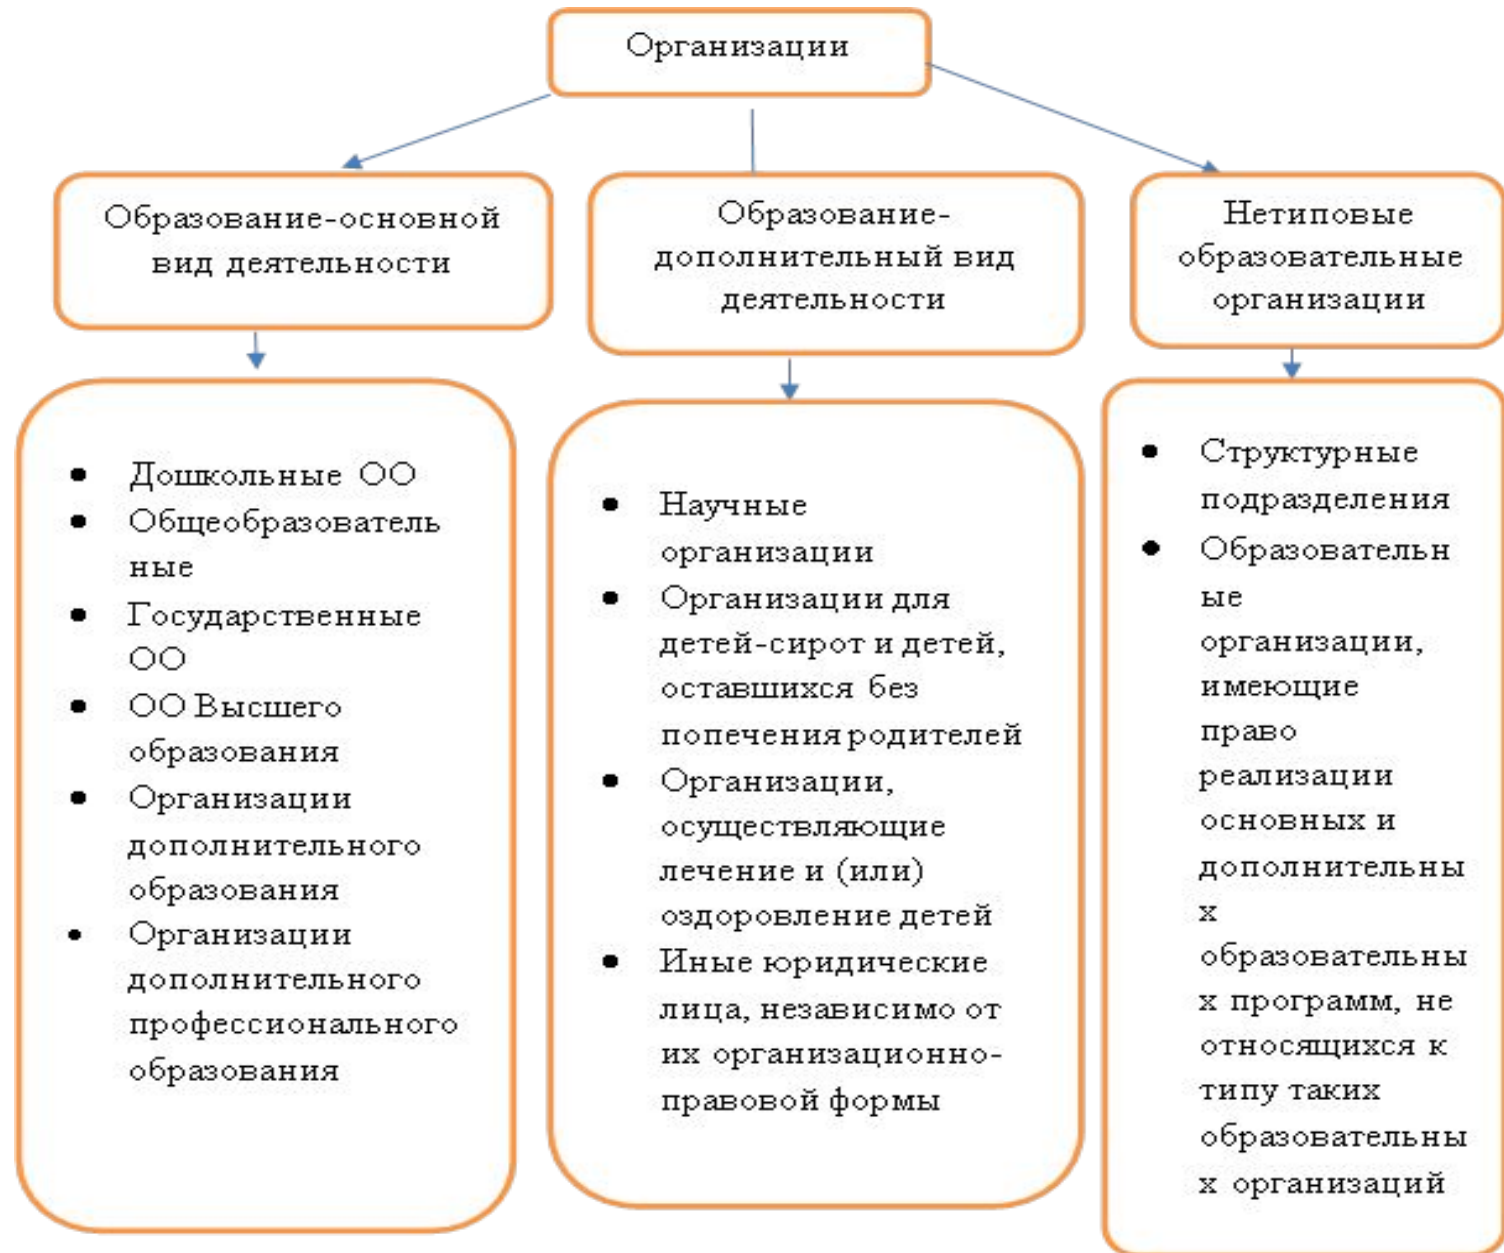 Организации
Образование-основной
вид деятельности
Образование-
дополнительный вид
деятельности
Нетиповые
образовательные
организации
• Дошкольные ОО
• Общеобразователь
ные
• Государственные
ОО
• ОО Высшего
образования
• Организации
дополнительного
образования
• Организации
дополнительного
профессионального
образования
• Научные
организации
• Организации для
детей-сирот и детей,
оставшихся без
попечения родителей
• Организации,
осуществляющие
лечение и (или)
оздоровление детей
• Иные юридические
лица, независимо от
их организационно-
правовой формы
• Структурные
подразделения
• Образовательн
ые
организации,
имеющие
право
реализации
основных и
дополнительны
х
образовательны
х программ, не
относящихся к
типу таких
образовательны
х организаций